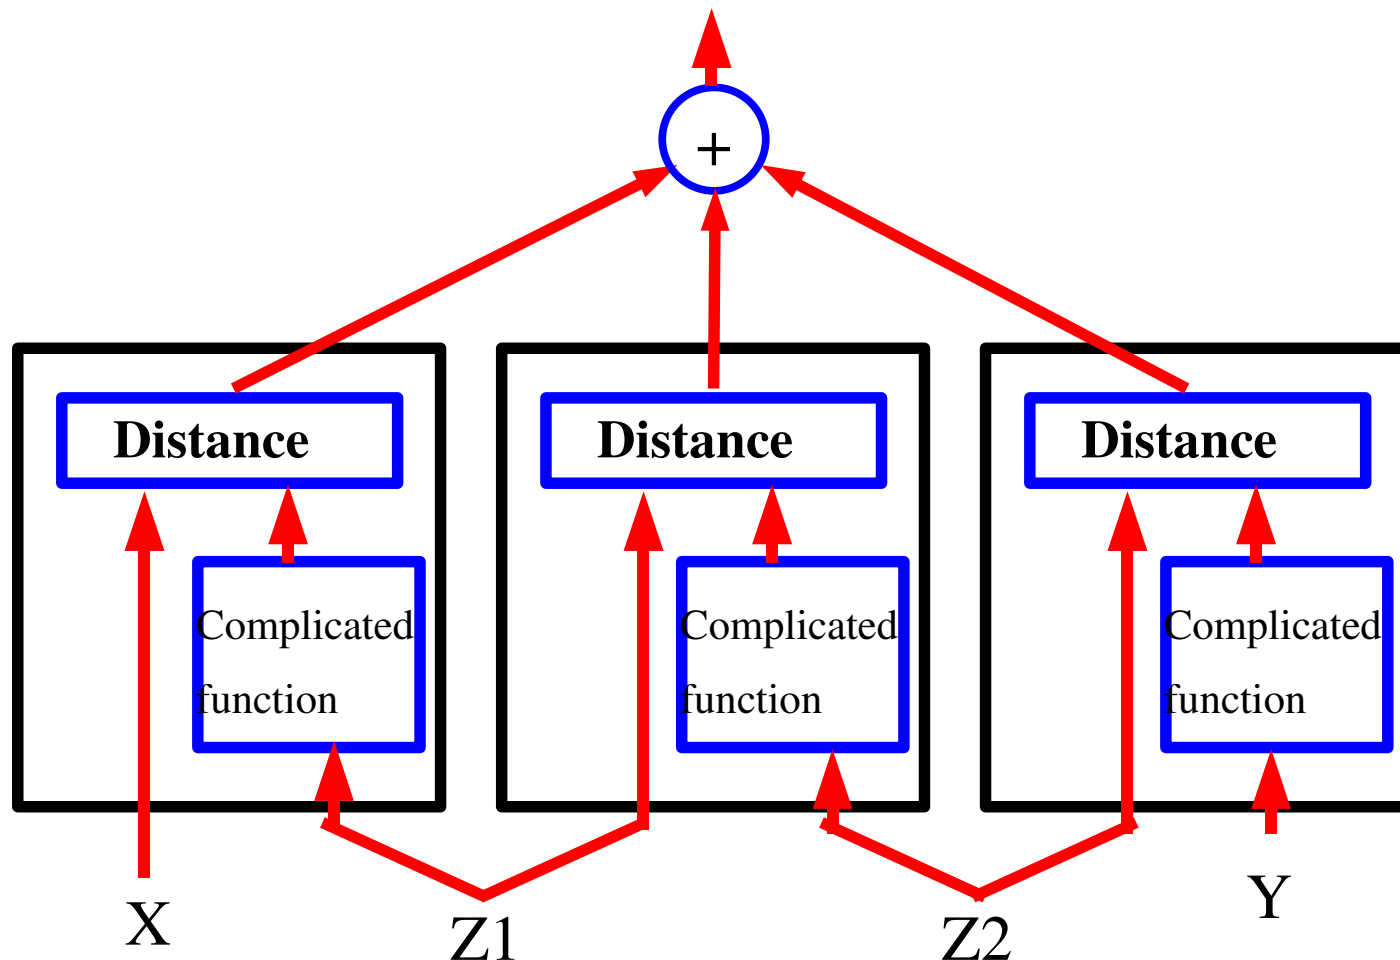 +
Distance
Distance
Distance
Complicated
function
Complicated
function
Complicated
function
X
Z1
Z2
Y